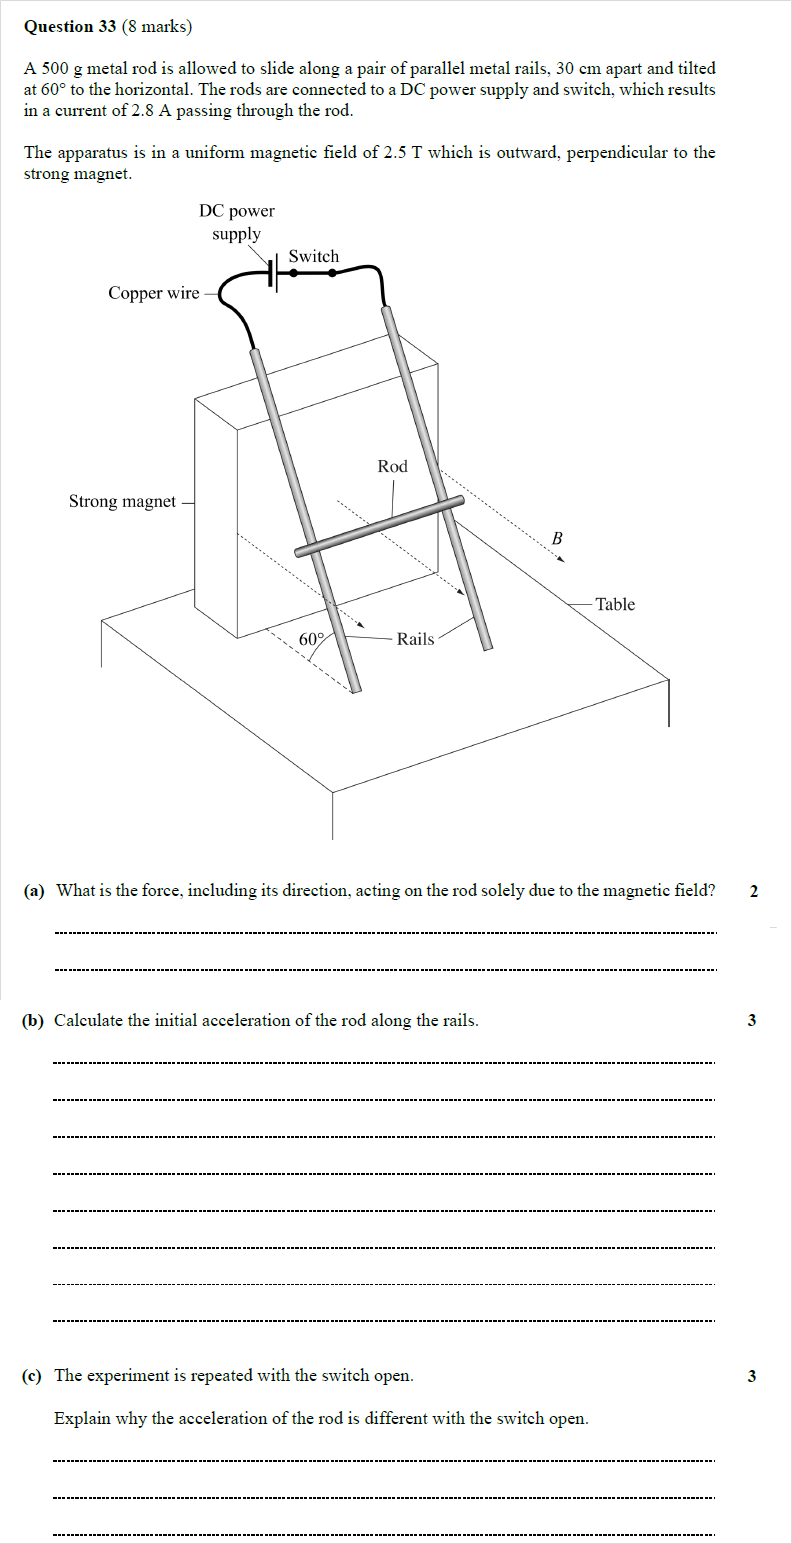 Question 33 (8 marks)
A 500 g metal rod is allowed to slide along a pair of parallel metal rails, 30 cm apart and tilted
at 60° to the horizontal. The rods are connected to a DC power supply and switch, which results
in a current of 2.8 A passing through the rod.
The apparatus is in a uniform magnetic field of 2.5 T which is outward, perpendicular to the
strong magnet.
DC power
supply
Switch
Copper wire
Rod
Strong magnet
B
Table
60°
Rails
(a) What is the force, including its direction, acting on the rod solely due to the magnetic field? 2
(b) Calculate the initial acceleration of the rod along the rails. 3
(c) The experiment is repeated with the switch open. 3
Explain why the acceleration of the rod is different with the switch open.